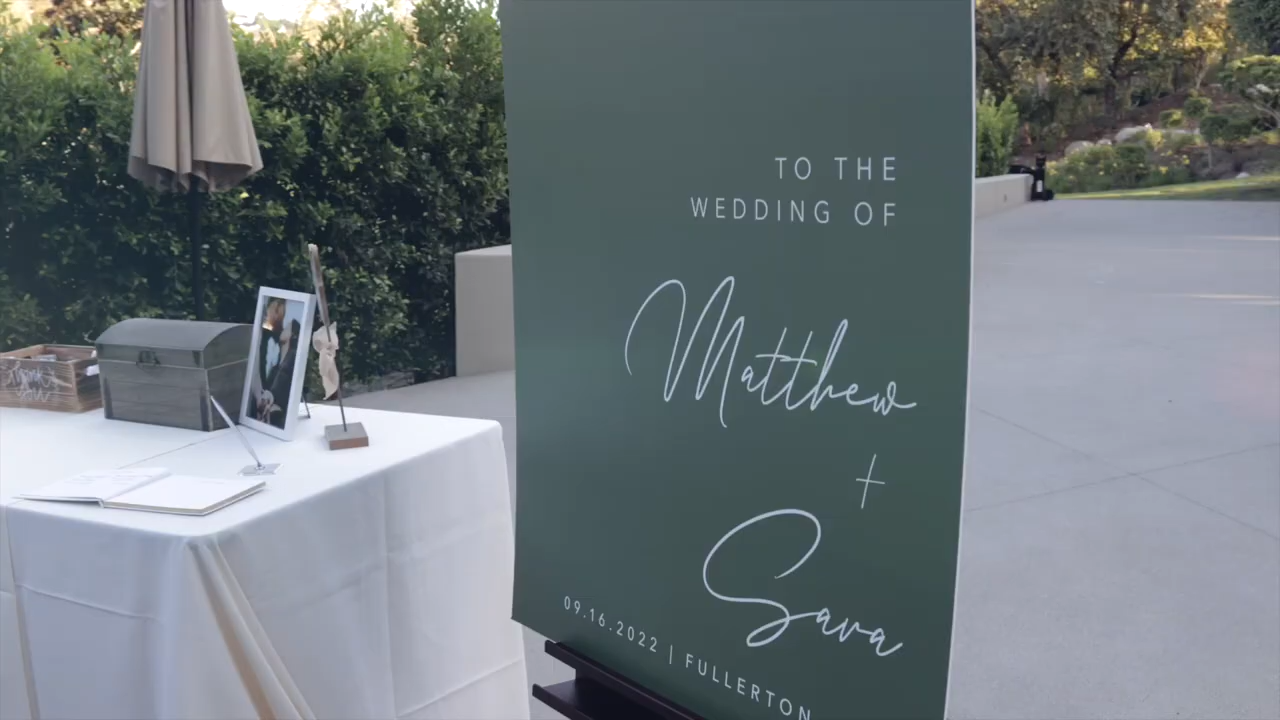 TO THE
WEDDING OF
Matthew
+
Sara
09.16.2022 | FULLERTON